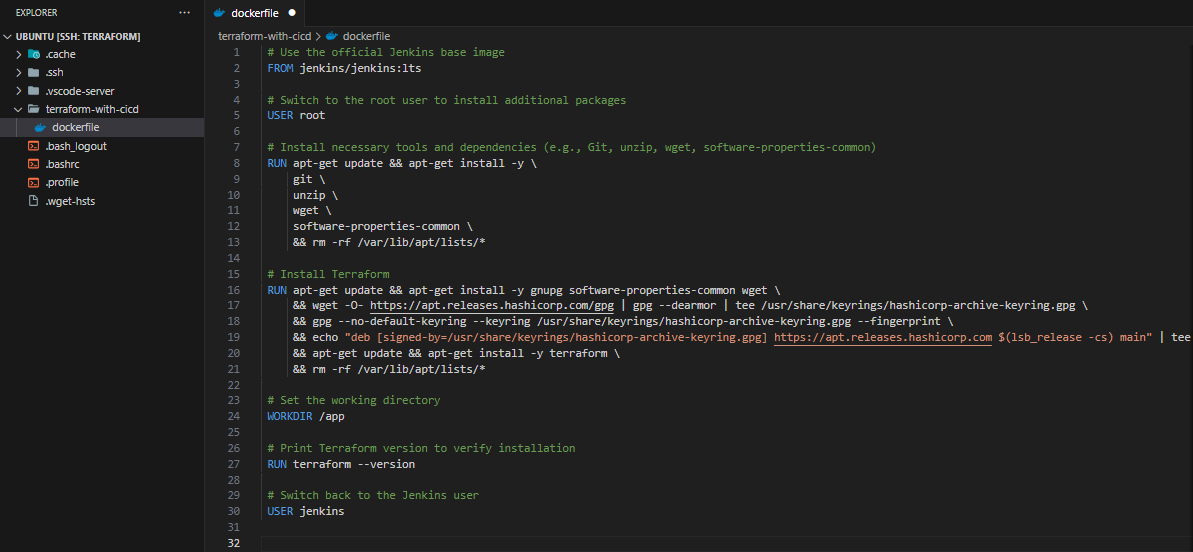 EXPLORER
...
UBUNTU [SSH: TERRAFORM]
.cache
.ssh
.vscode-server
terraform-with-cicd
dockerfile
.bash_logout
.bashrc
.profile
.wget-hsts
dockerfile ●
terraform-with-cicd > dockerfile
1 # Use the official Jenkins base image
2 FROM jenkins/jenkins:lts
3
4 # Switch to the root user to install additional packages
5 USER root
6
7 # Install necessary tools and dependencies (e.g., Git, unzip, wget, software-properties-common)
8 RUN apt-get update && apt-get install -y \
9 git \
10 unzip \
11 wget \
12 software-properties-common \
13 && rm -rf /var/lib/apt/lists/*
14
15 # Install Terraform
16 RUN apt-get update && apt-get install -y gnupg software-properties-common wget \
17 && wget -O- https://apt.releases.hashicorp.com/gpg | gpg --dearmor | tee /usr/share/keyrings/hashicorp-archive-keyring.gpg \
18 && gpg --no-default-keyring --keyring /usr/share/keyrings/hashicorp-archive-keyring.gpg --fingerprint \
19 && echo "deb [signed-by=/usr/share/keyrings/hashicorp-archive-keyring.gpg] https://apt.releases.hashicorp.com $(lsb_release -cs) main" | tee
20 && apt-get update && apt-get install -y terraform \
21 && rm -rf /var/lib/apt/lists/*
22
23 # Set the working directory
24 WORKDIR /app
25
26 # Print Terraform version to verify installation
27 RUN terraform --version
28
29 # Switch back to the Jenkins user
30 USER jenkins
31
32